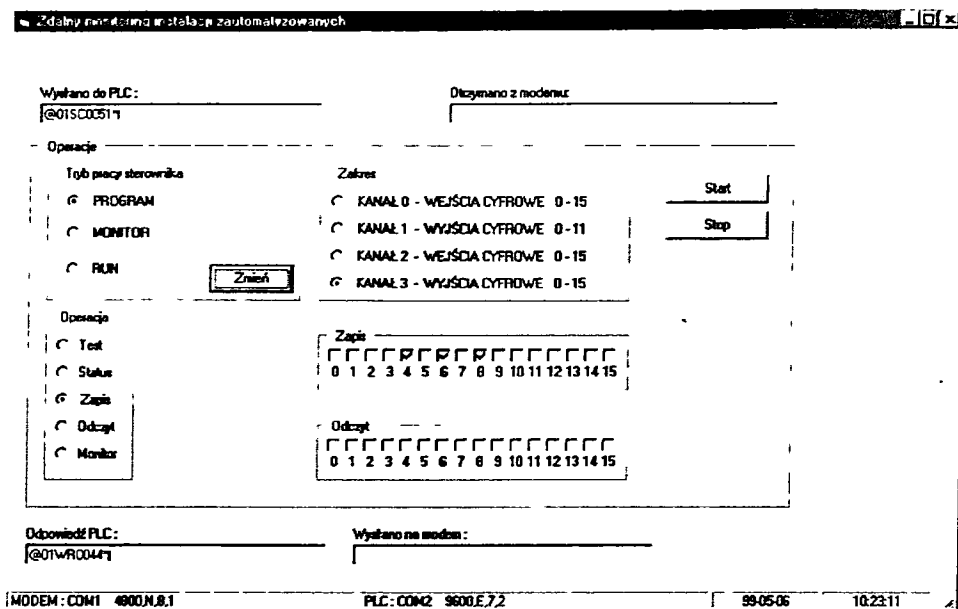 Zdalny monitoring instalacji zautomatyzowanych
Wysłano do PLC :
Otrzymano z modemu:
@01SC0051*
Operacje
Tryb pracy sterownika
Zakres
PROGRAM
MONITOR
RUN
Zmień
KANAŁ 0 - WEJŚCIA CYFROWE 0 - 15
KANAŁ 1 - WYJŚCIA CYFROWE 0 - 11
KANAŁ 2 - WEJŚCIA CYFROWE 0 - 15
KANAŁ 3 - WYJŚCIA CYFROWE 0 - 15
Start
Stop
Operacja
Test
Status
Zapis
Odczyt
Monitor
Zapis
0 1 2 3 4 5 6 7 8 9 10 11 12 13 14 15
Odczyt
0 1 2 3 4 5 6 7 8 9 10 11 12 13 14 15
Odpowiedź PLC :
Wysłano na modem :
@01WR0044*
MODEM : COM1 4800,N,8,1
PLC : COM2 9600,E,7,2
99-05-06
10:23:11